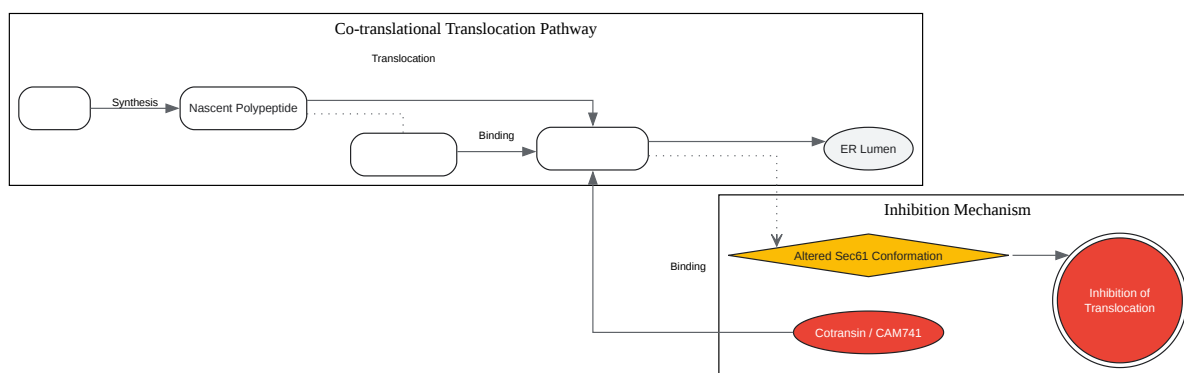 Co-translational Translocation Pathway
Translocation
Synthesis
Nascent Polypeptide
Binding
ER Lumen
Inhibition Mechanism
Binding
Altered Sec61 Conformation
Inhibition of
Translocation
Cotransin / CAM741